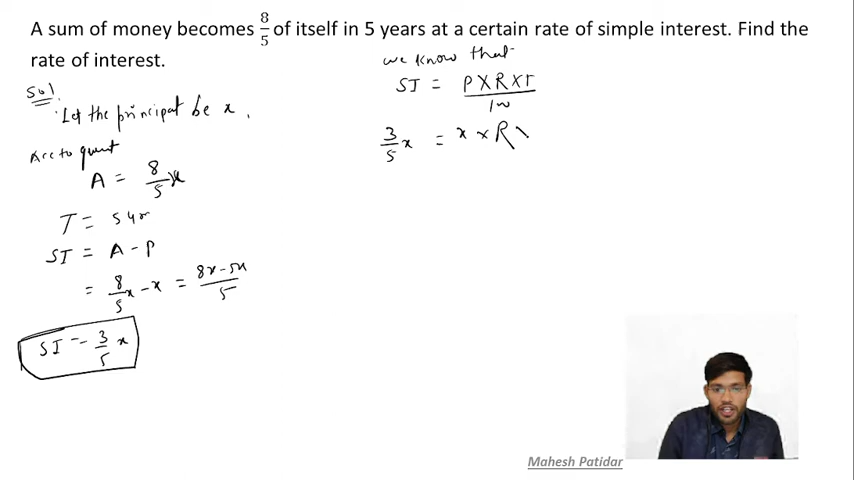 A sum of money becomes 8/5 of itself in 5 years at a certain rate of simple interest. Find the
rate of interest.
Sol.
Let the principal be x.
Acc to quest
A = 8/5 x
T = 5 yr
SI = A - P
= 8/5 x - x = 8x - 5x / 5
SI = 3/5 x
we know that
SI = P X R X T / 100
3/5 x = x × R \
Mahesh Patidar